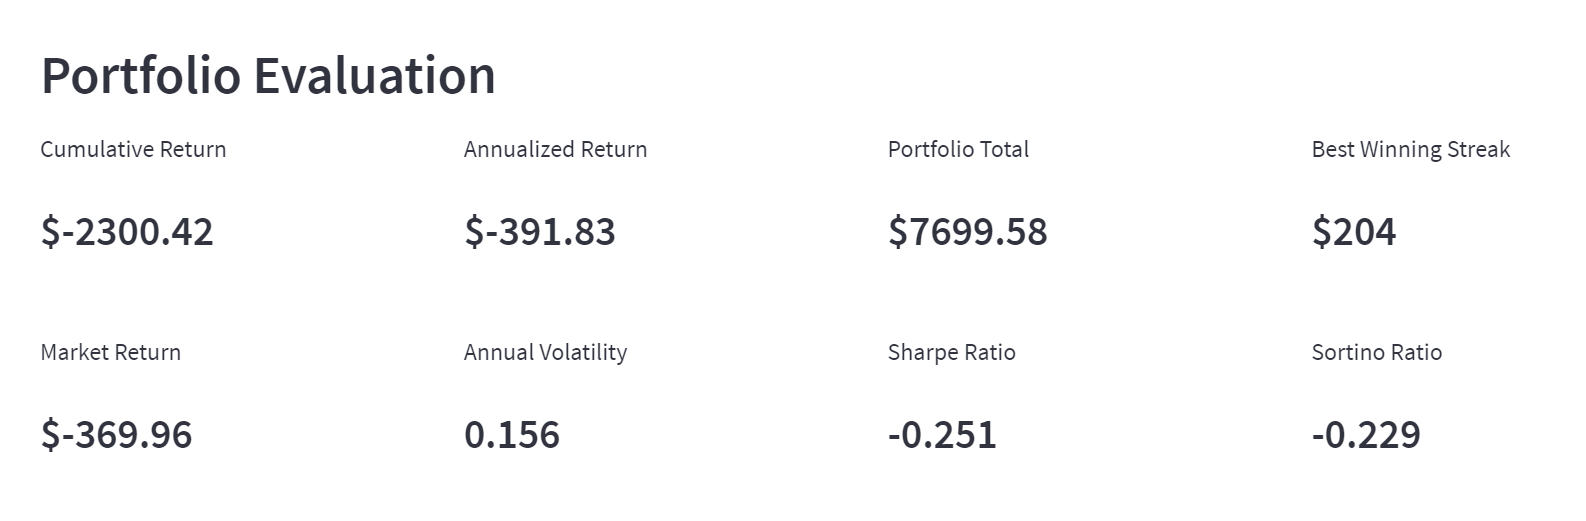 Portfolio Evaluation
Cumulative Return Annualized Return Portfolio Total Best Winning Streak
$-2300.42 $-391.83 $7699.58 $204
Market Return Annual Volatility Sharpe Ratio Sortino Ratio
$-369.96 0.156 -0.251 -0.229